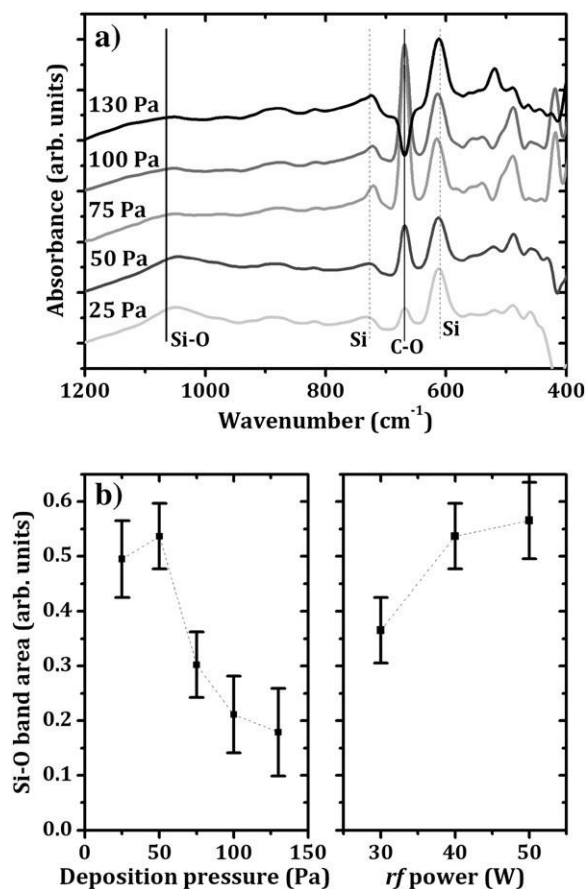 a)
Absorbance (arb. units)
130 Pa
100 Pa
75 Pa
50 Pa
25 Pa
Si-O
Si
C-O
Si
1200 1000 800 600 400
Wavenumber (cm⁻¹)
b)
Si-O band area (arb. units)
0.6
0.5
0.4
0.3
0.2
0.1
0.0
0 50 100 150 30 40 50
Deposition pressure (Pa) rf power (W)